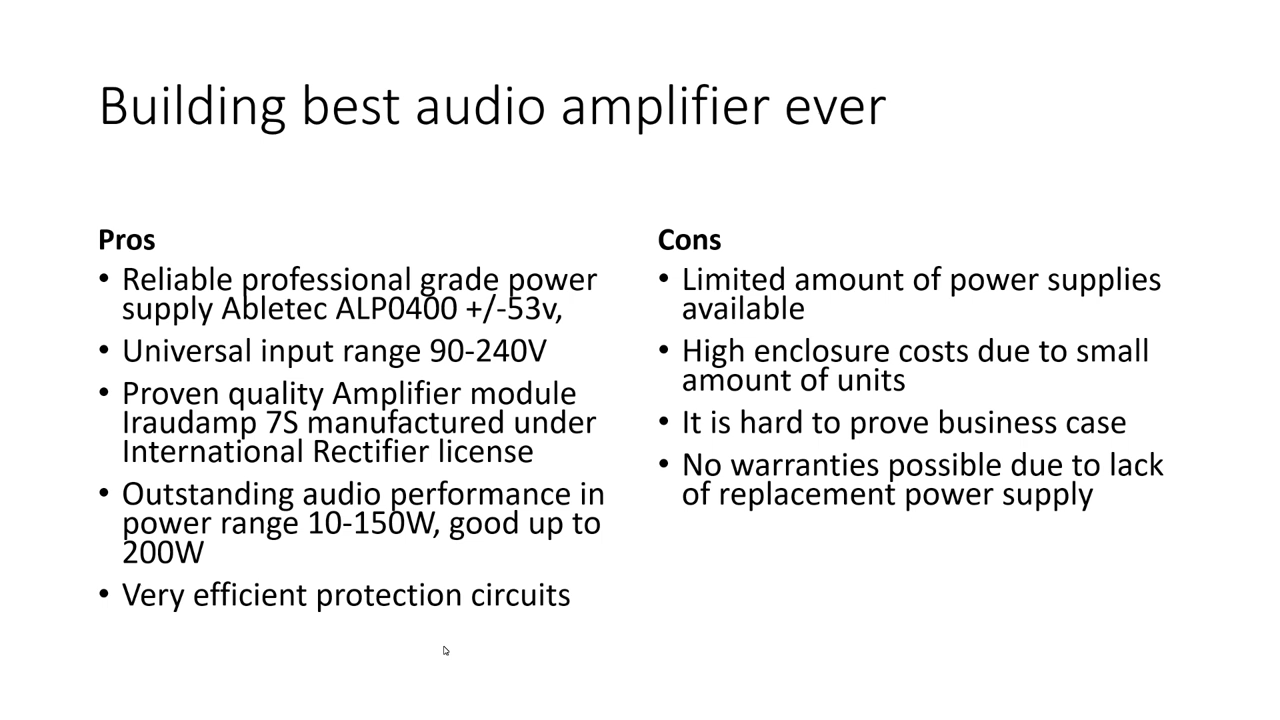 Building best audio amplifier ever
Pros
• Reliable professional grade power
supply Abletec ALP0400 +/-53v,
• Universal input range 90-240V
• Proven quality Amplifier module
Iraudamp 7S manufactured under
International Rectifier license
• Outstanding audio performance in
power range 10-150W, good up to
200W
• Very efficient protection circuits
Cons
• Limited amount of power supplies
available
• High enclosure costs due to small
amount of units
• It is hard to prove business case
• No warranties possible due to lack
of replacement power supply